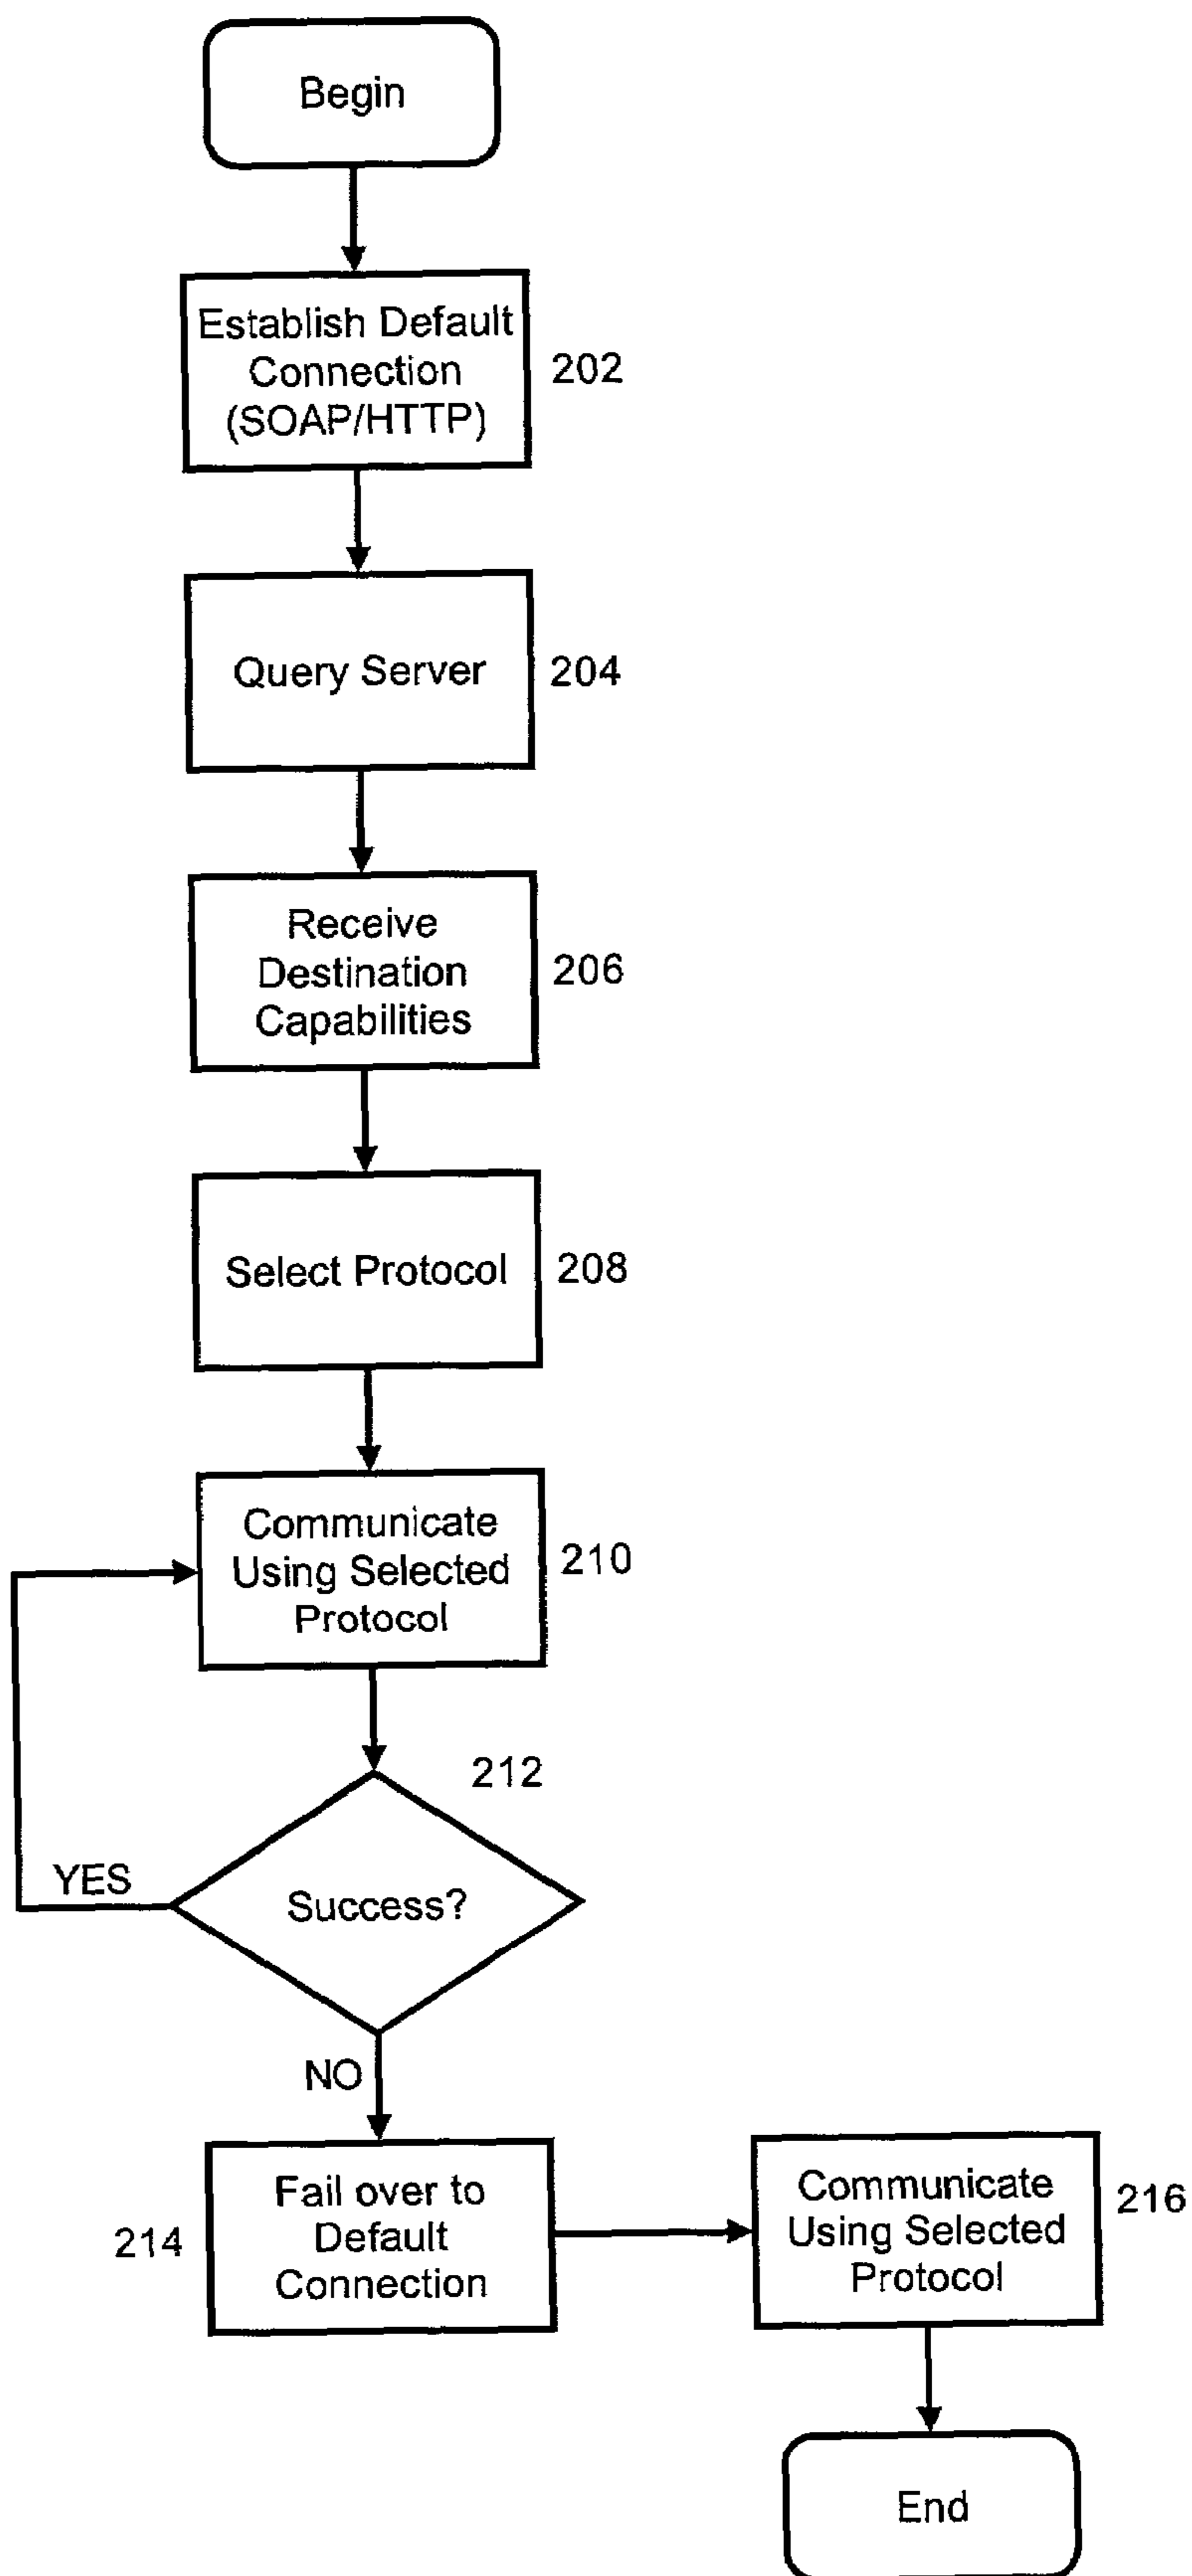 Begin
Establish Default
Connection
(SOAP/HTTP)
202
Query Server
204
Receive
Destination
Capabilities
206
Select Protocol
208
Communicate
Using Selected
Protocol
210
212
Success?
YES
NO
Fail over to
Default
Connection
214
Communicate
Using Selected
Protocol
216
End